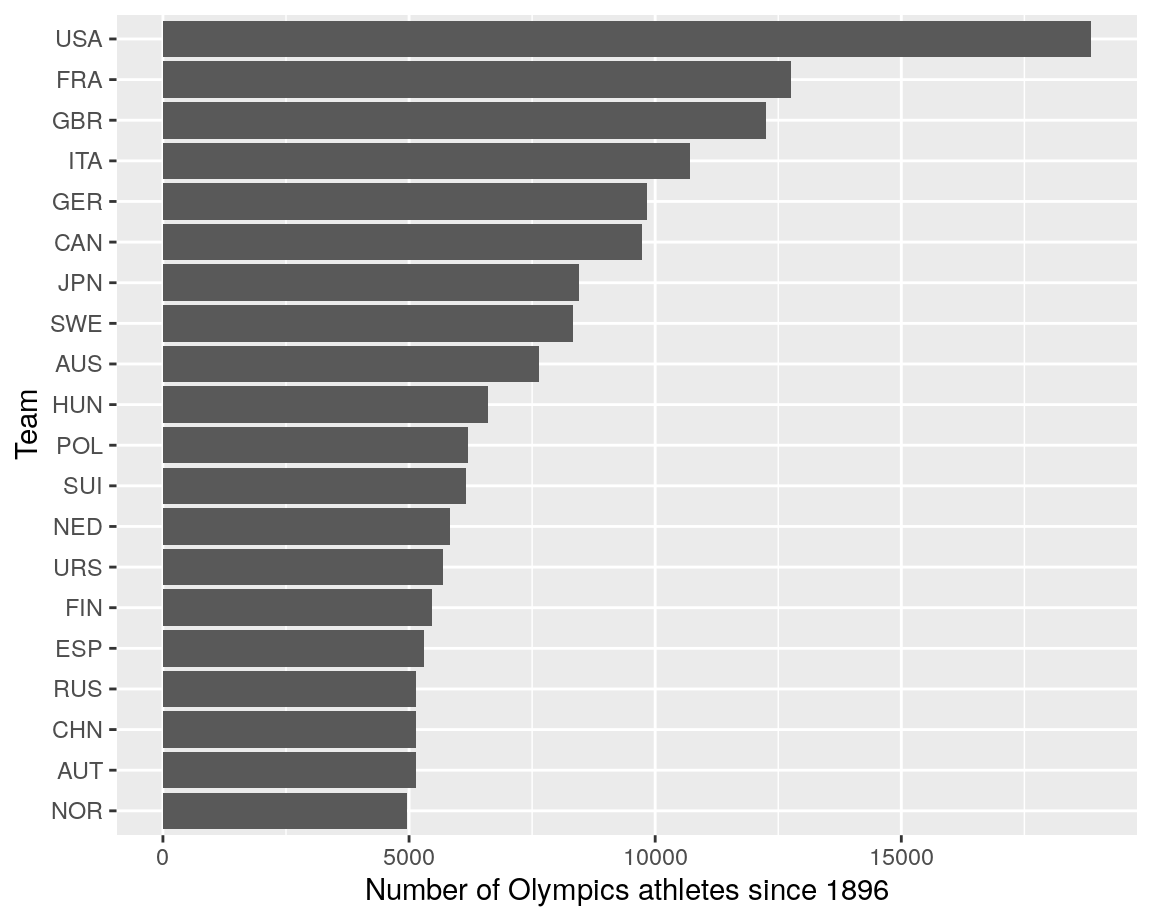 USA
FRA
GBR
ITA
GER
CAN
JPN
SWE
AUS
HUN
POL
SUI
NED
URS
FIN
ESP
RUS
CHN
AUT
NOR
Team
0 5000 10000 15000
Number of Olympics athletes since 1896